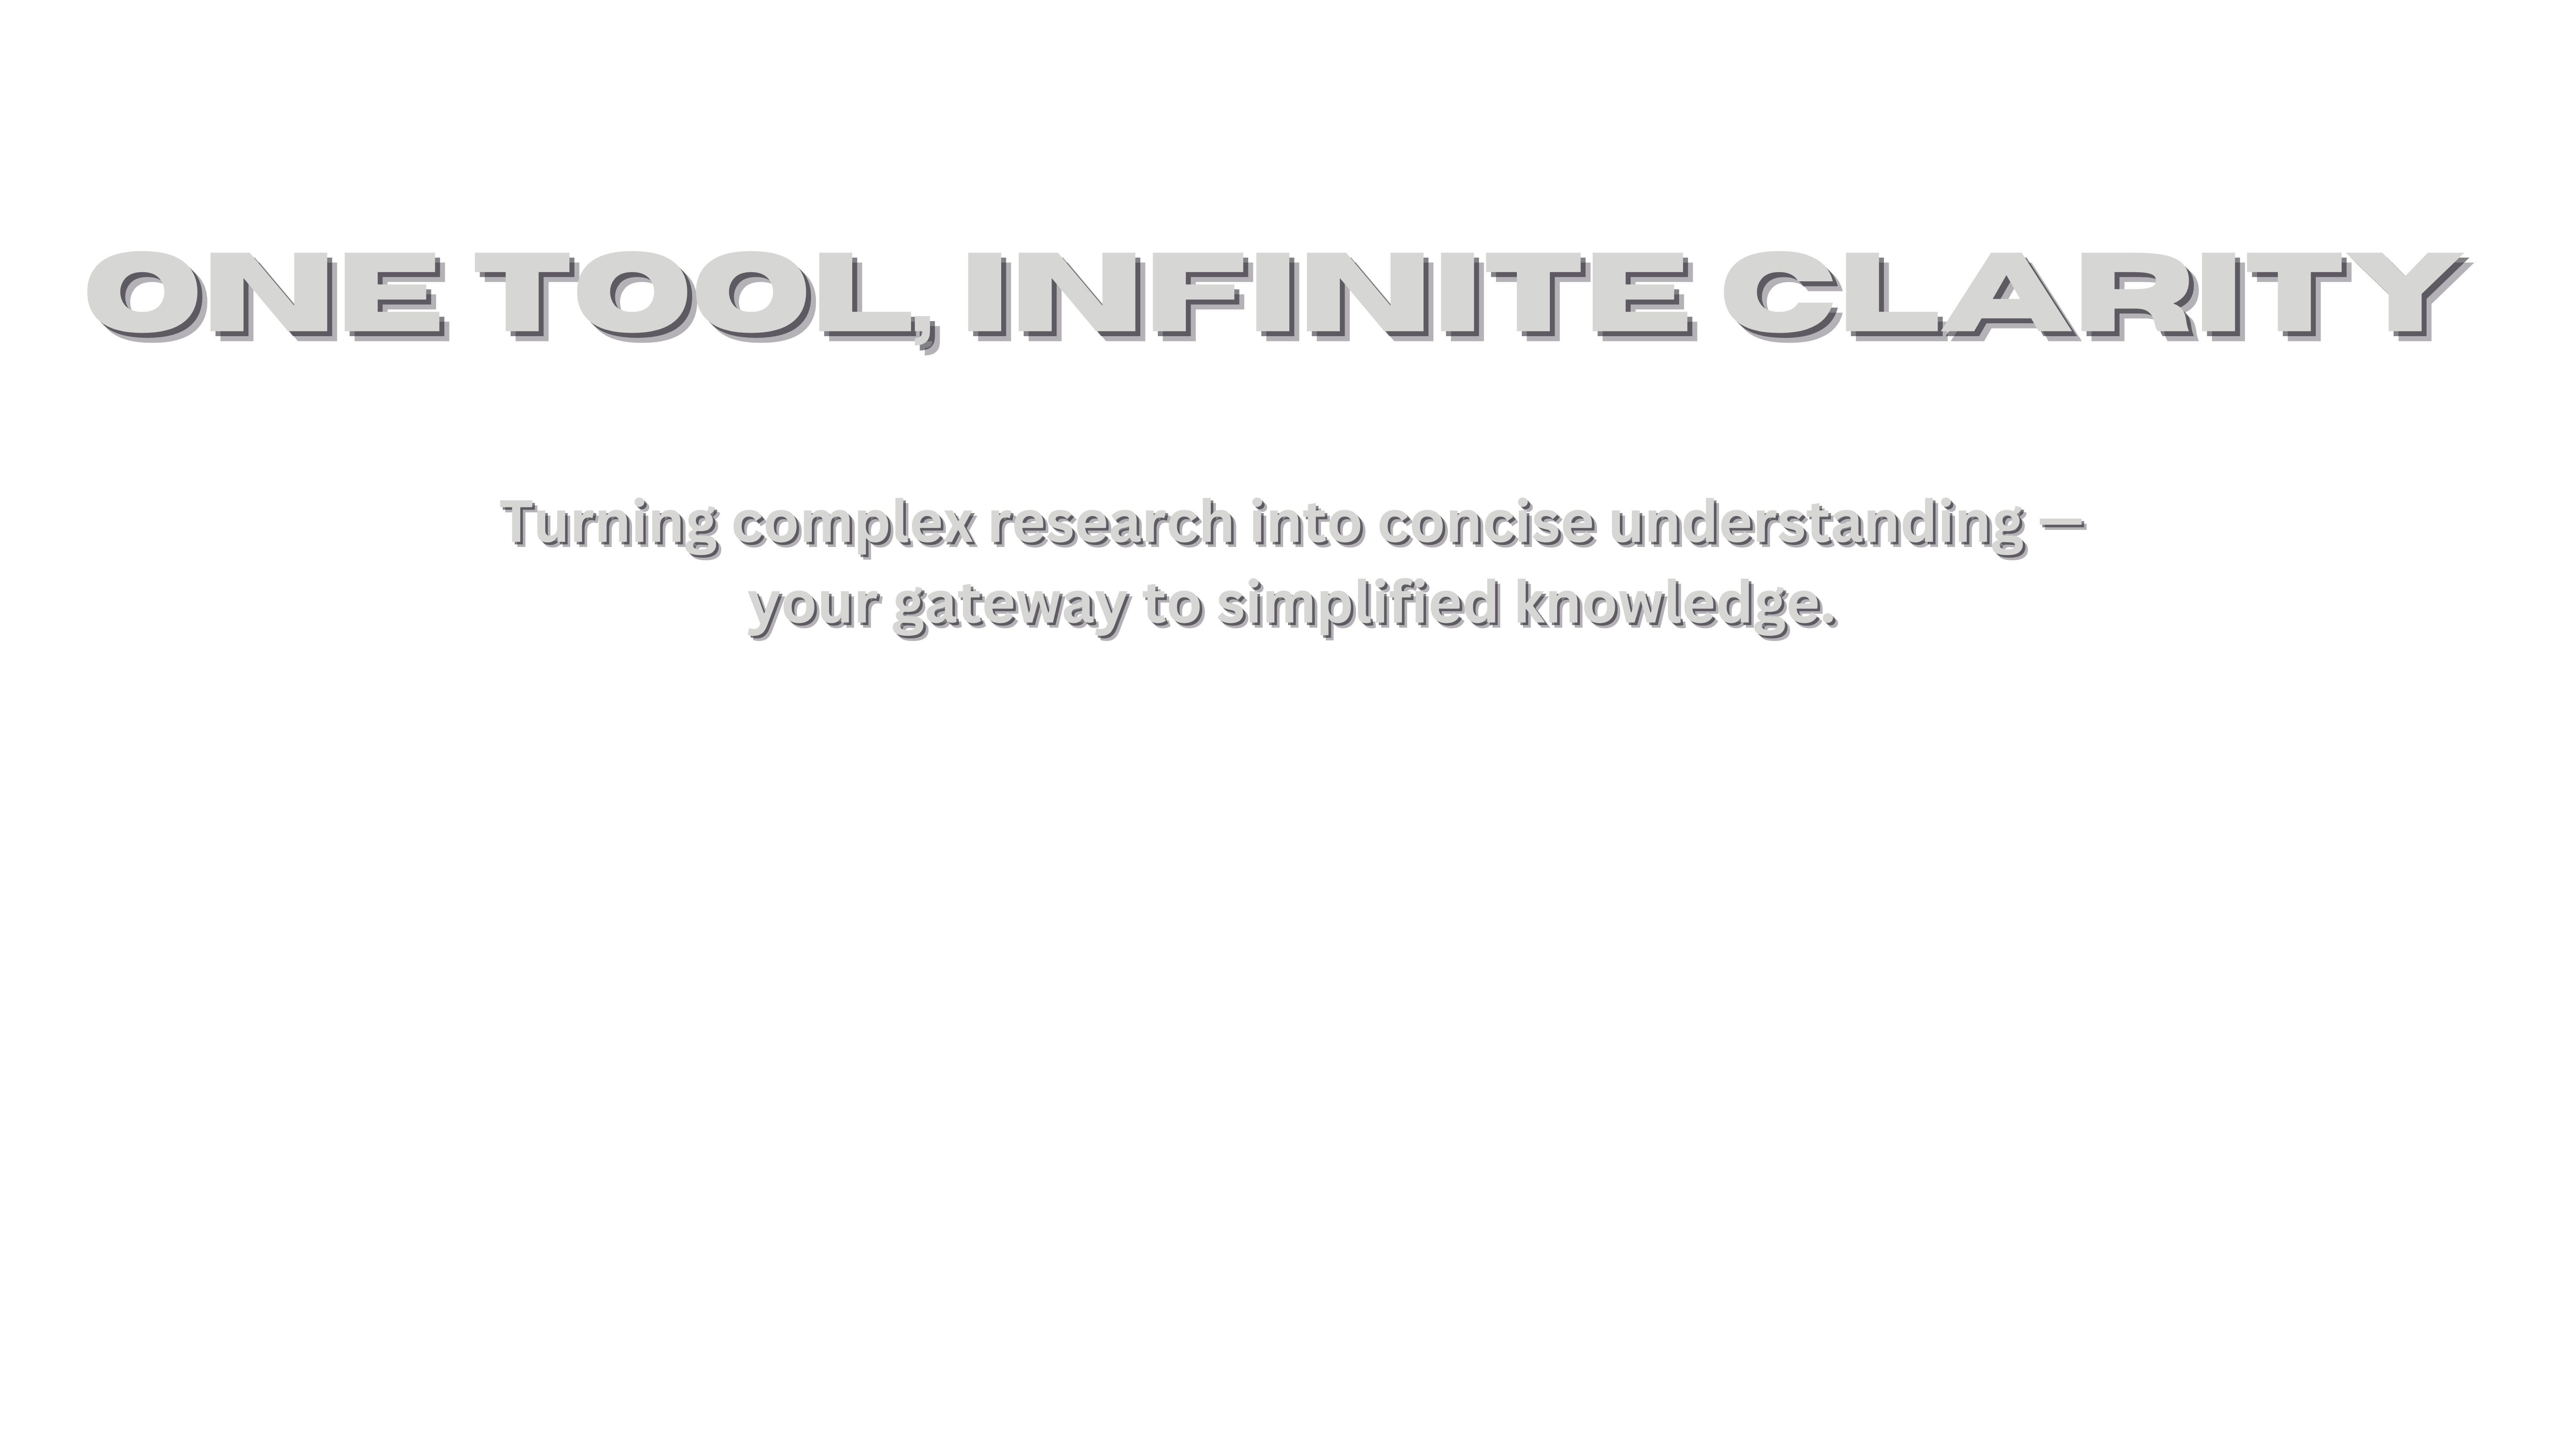 ONE TOOL, INFINITE CLARITY
Turning complex research into concise understanding —
your gateway to simplified knowledge.